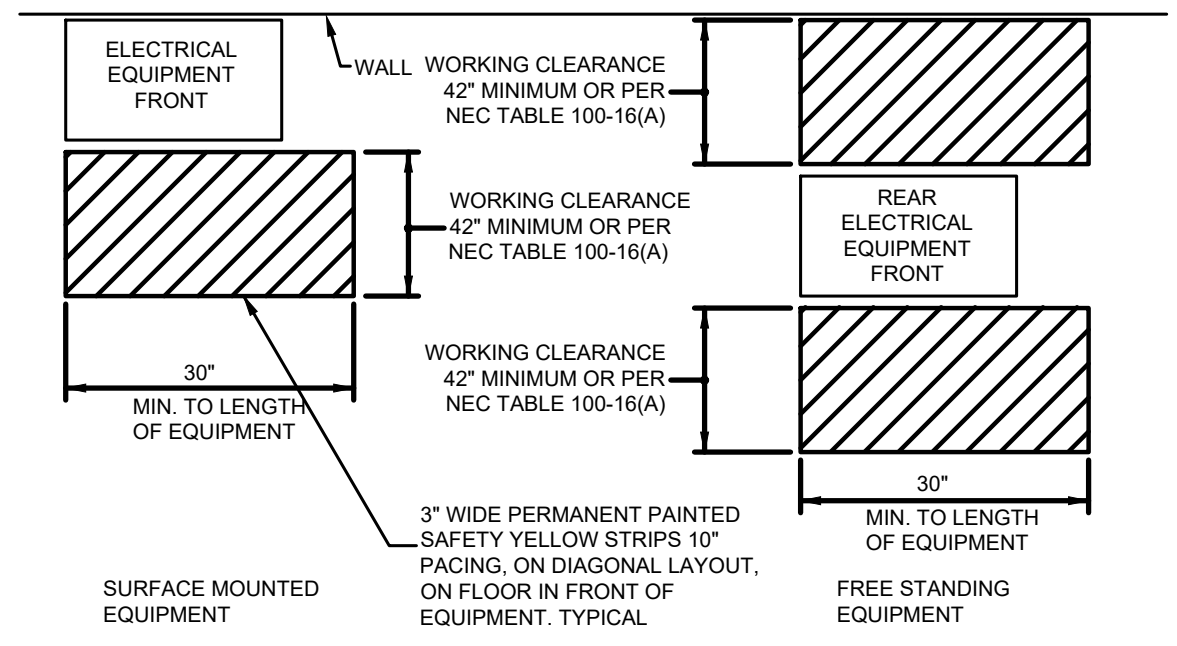 ELECTRICAL
EQUIPMENT
FRONT
WALL
WORKING CLEARANCE
42" MINIMUM OR PER
NEC TABLE 100-16(A)
WORKING CLEARANCE
42" MINIMUM OR PER
NEC TABLE 100-16(A)
REAR
ELECTRICAL
EQUIPMENT
FRONT
WORKING CLEARANCE
42" MINIMUM OR PER
NEC TABLE 100-16(A)
30"
MIN. TO LENGTH
OF EQUIPMENT
30"
MIN. TO LENGTH
OF EQUIPMENT
3" WIDE PERMANENT PAINTED
SAFETY YELLOW STRIPS 10"
PACING, ON DIAGONAL LAYOUT,
ON FLOOR IN FRONT OF
EQUIPMENT. TYPICAL
SURFACE MOUNTED
EQUIPMENT
FREE STANDING
EQUIPMENT